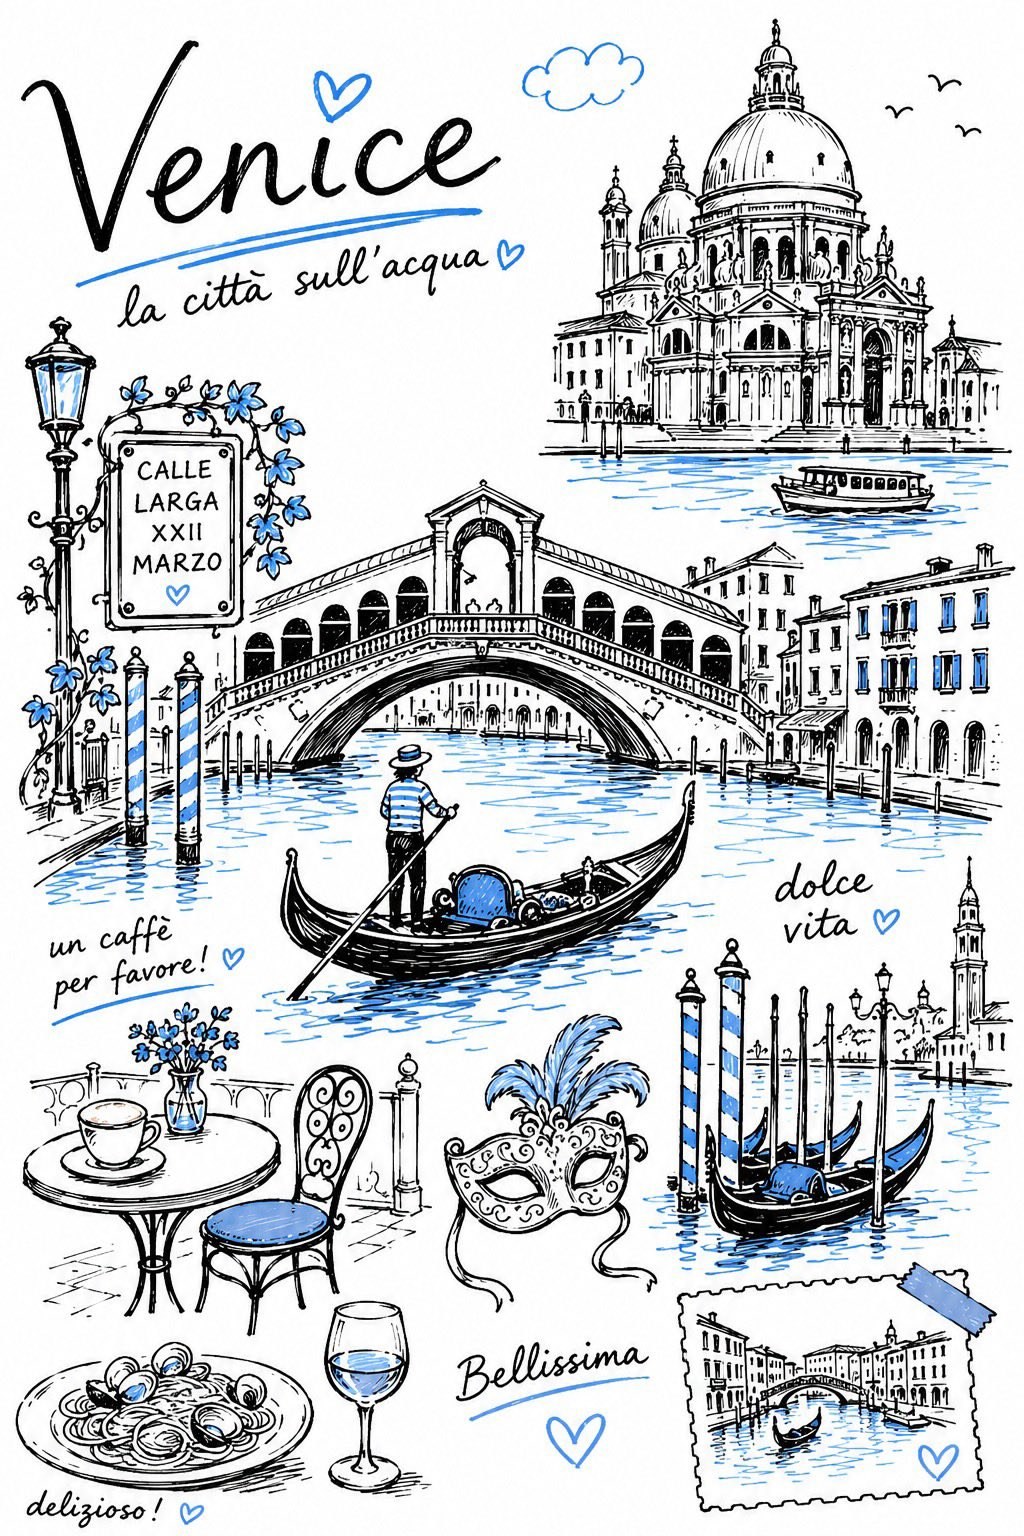 Venice
la città sull'acqua
CALLE
LARGA
XXII
MARZO
dolce
vita
un caffè
per favore!
Bellissima
delizioso!